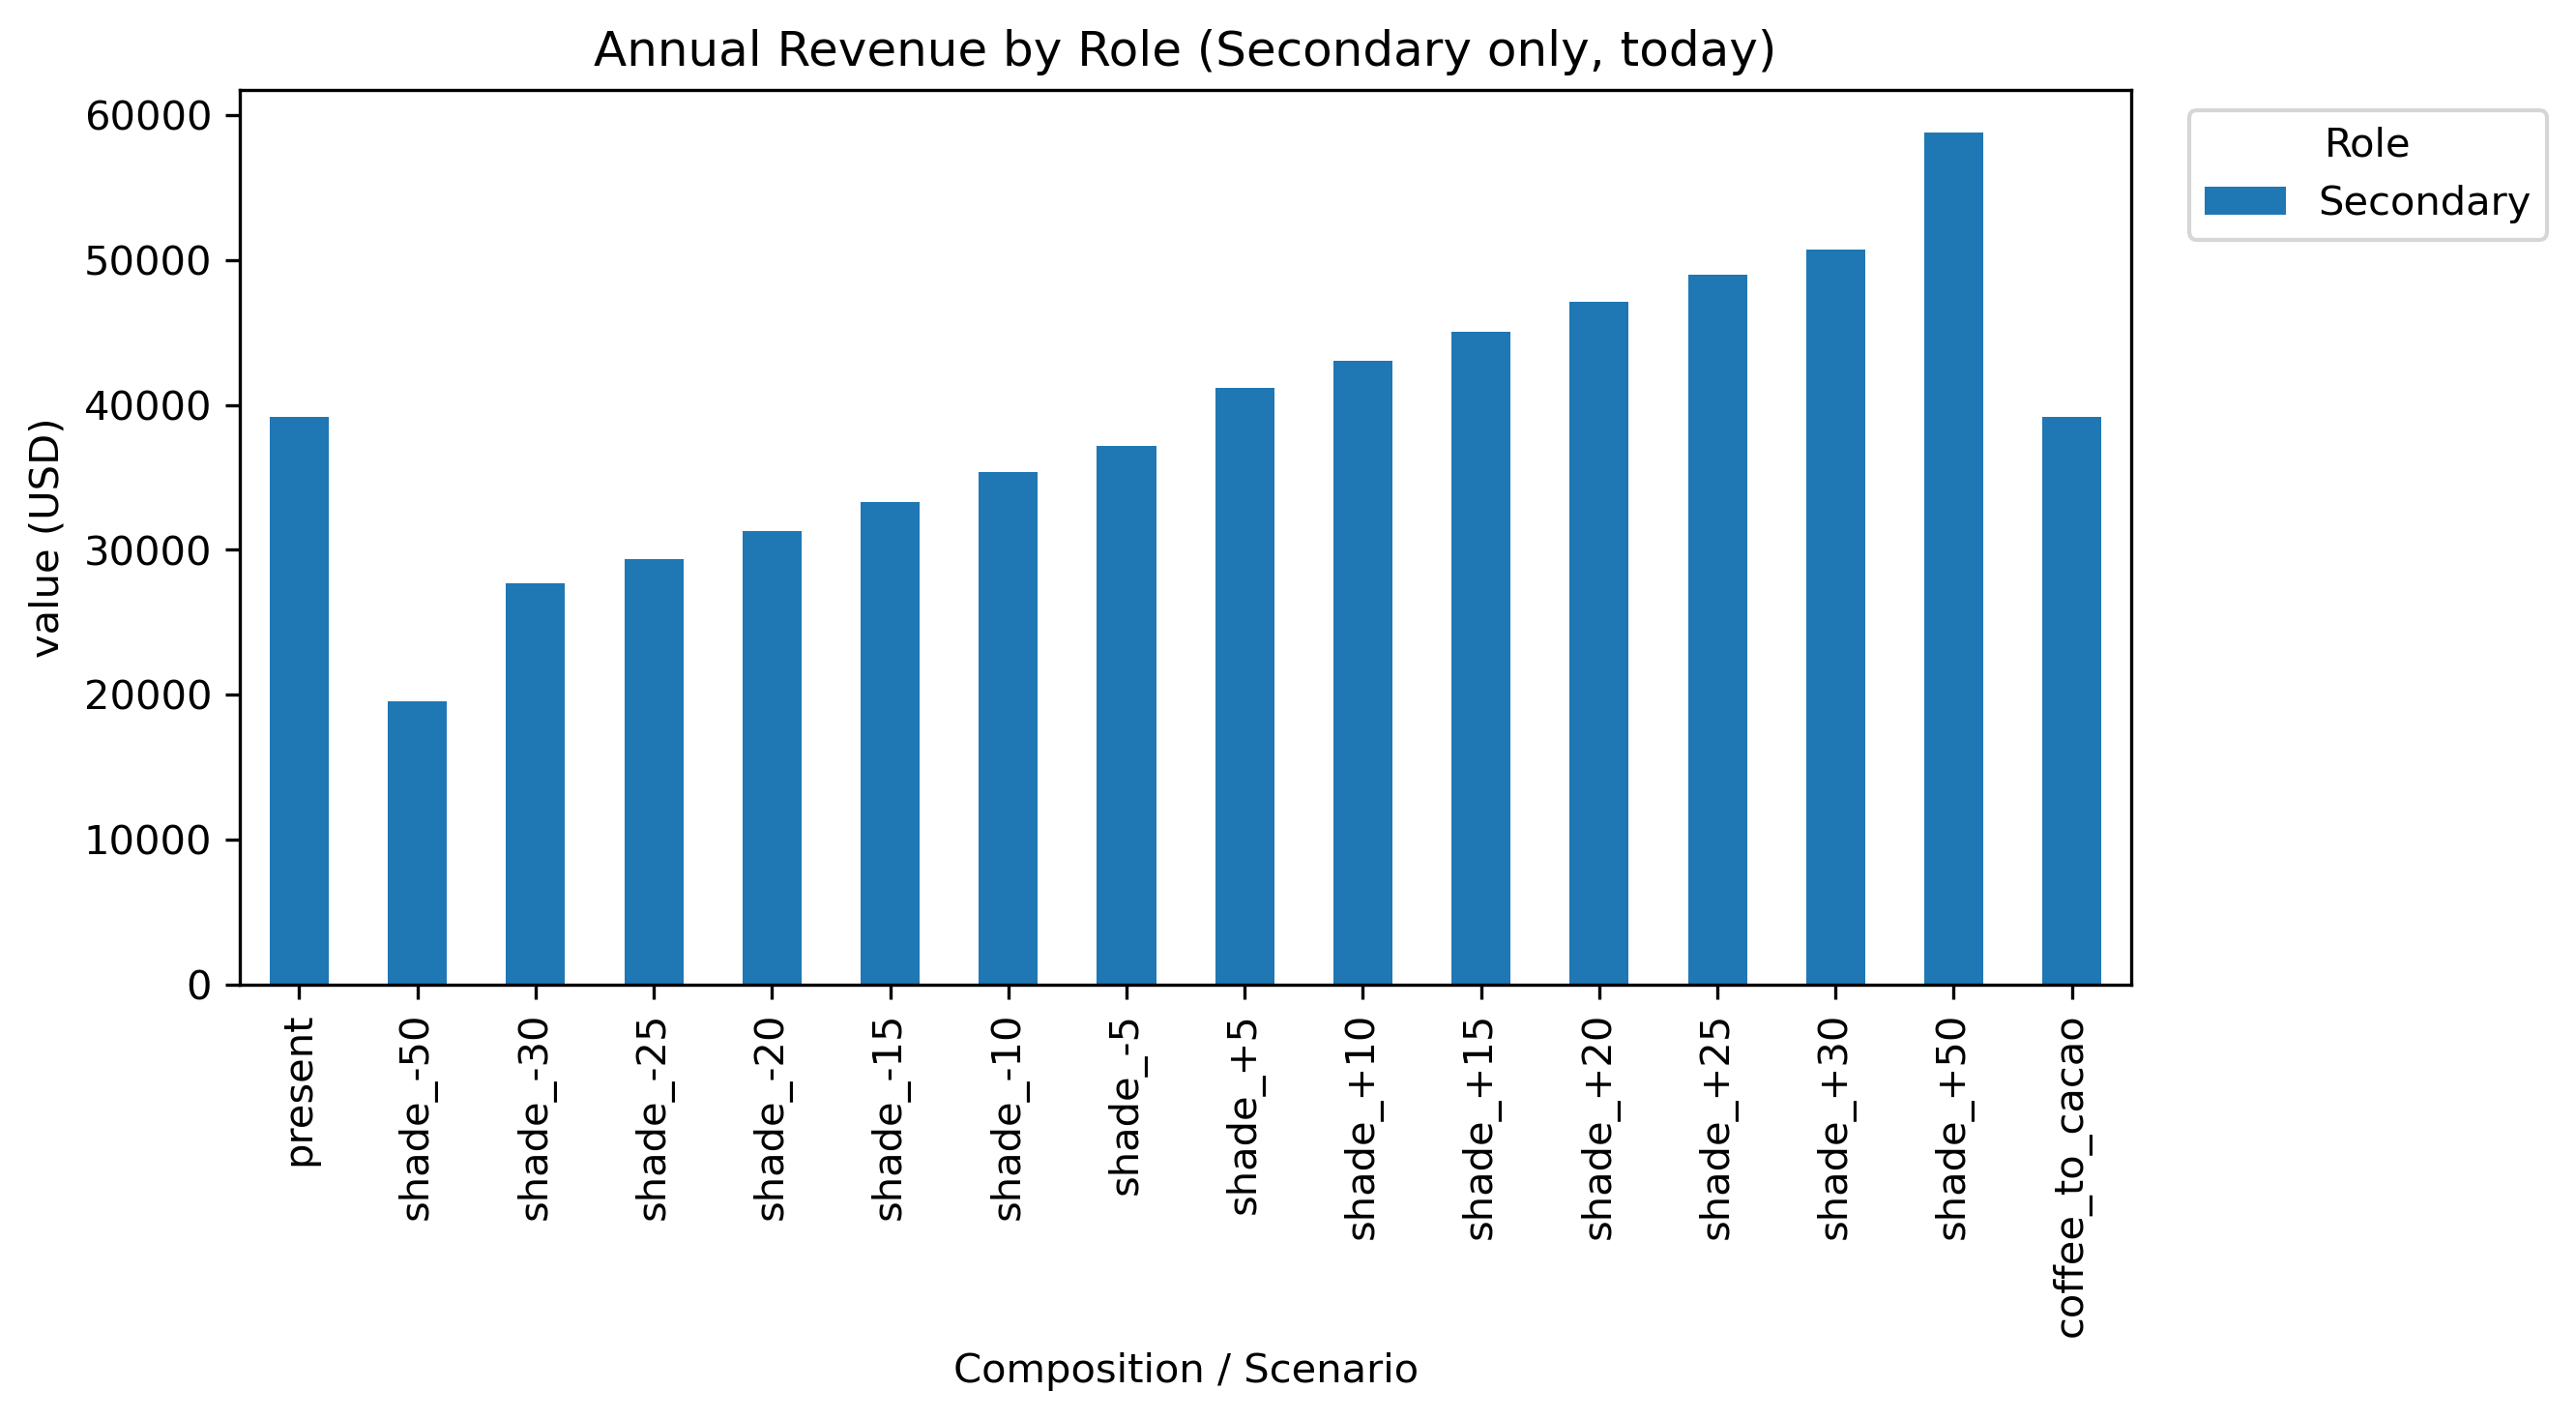 Annual Revenue by Role (Secondary only, today)
60000
50000
40000
30000
20000
10000
0
value (USD)
Role
Secondary
present
shade_-50
shade_-30
shade_-25
shade_-20
shade_-15
shade_-10
shade_-5
shade_+5
shade_+10
shade_+15
shade_+20
shade_+25
shade_+30
shade_+50
coffee_to_cacao
Composition / Scenario